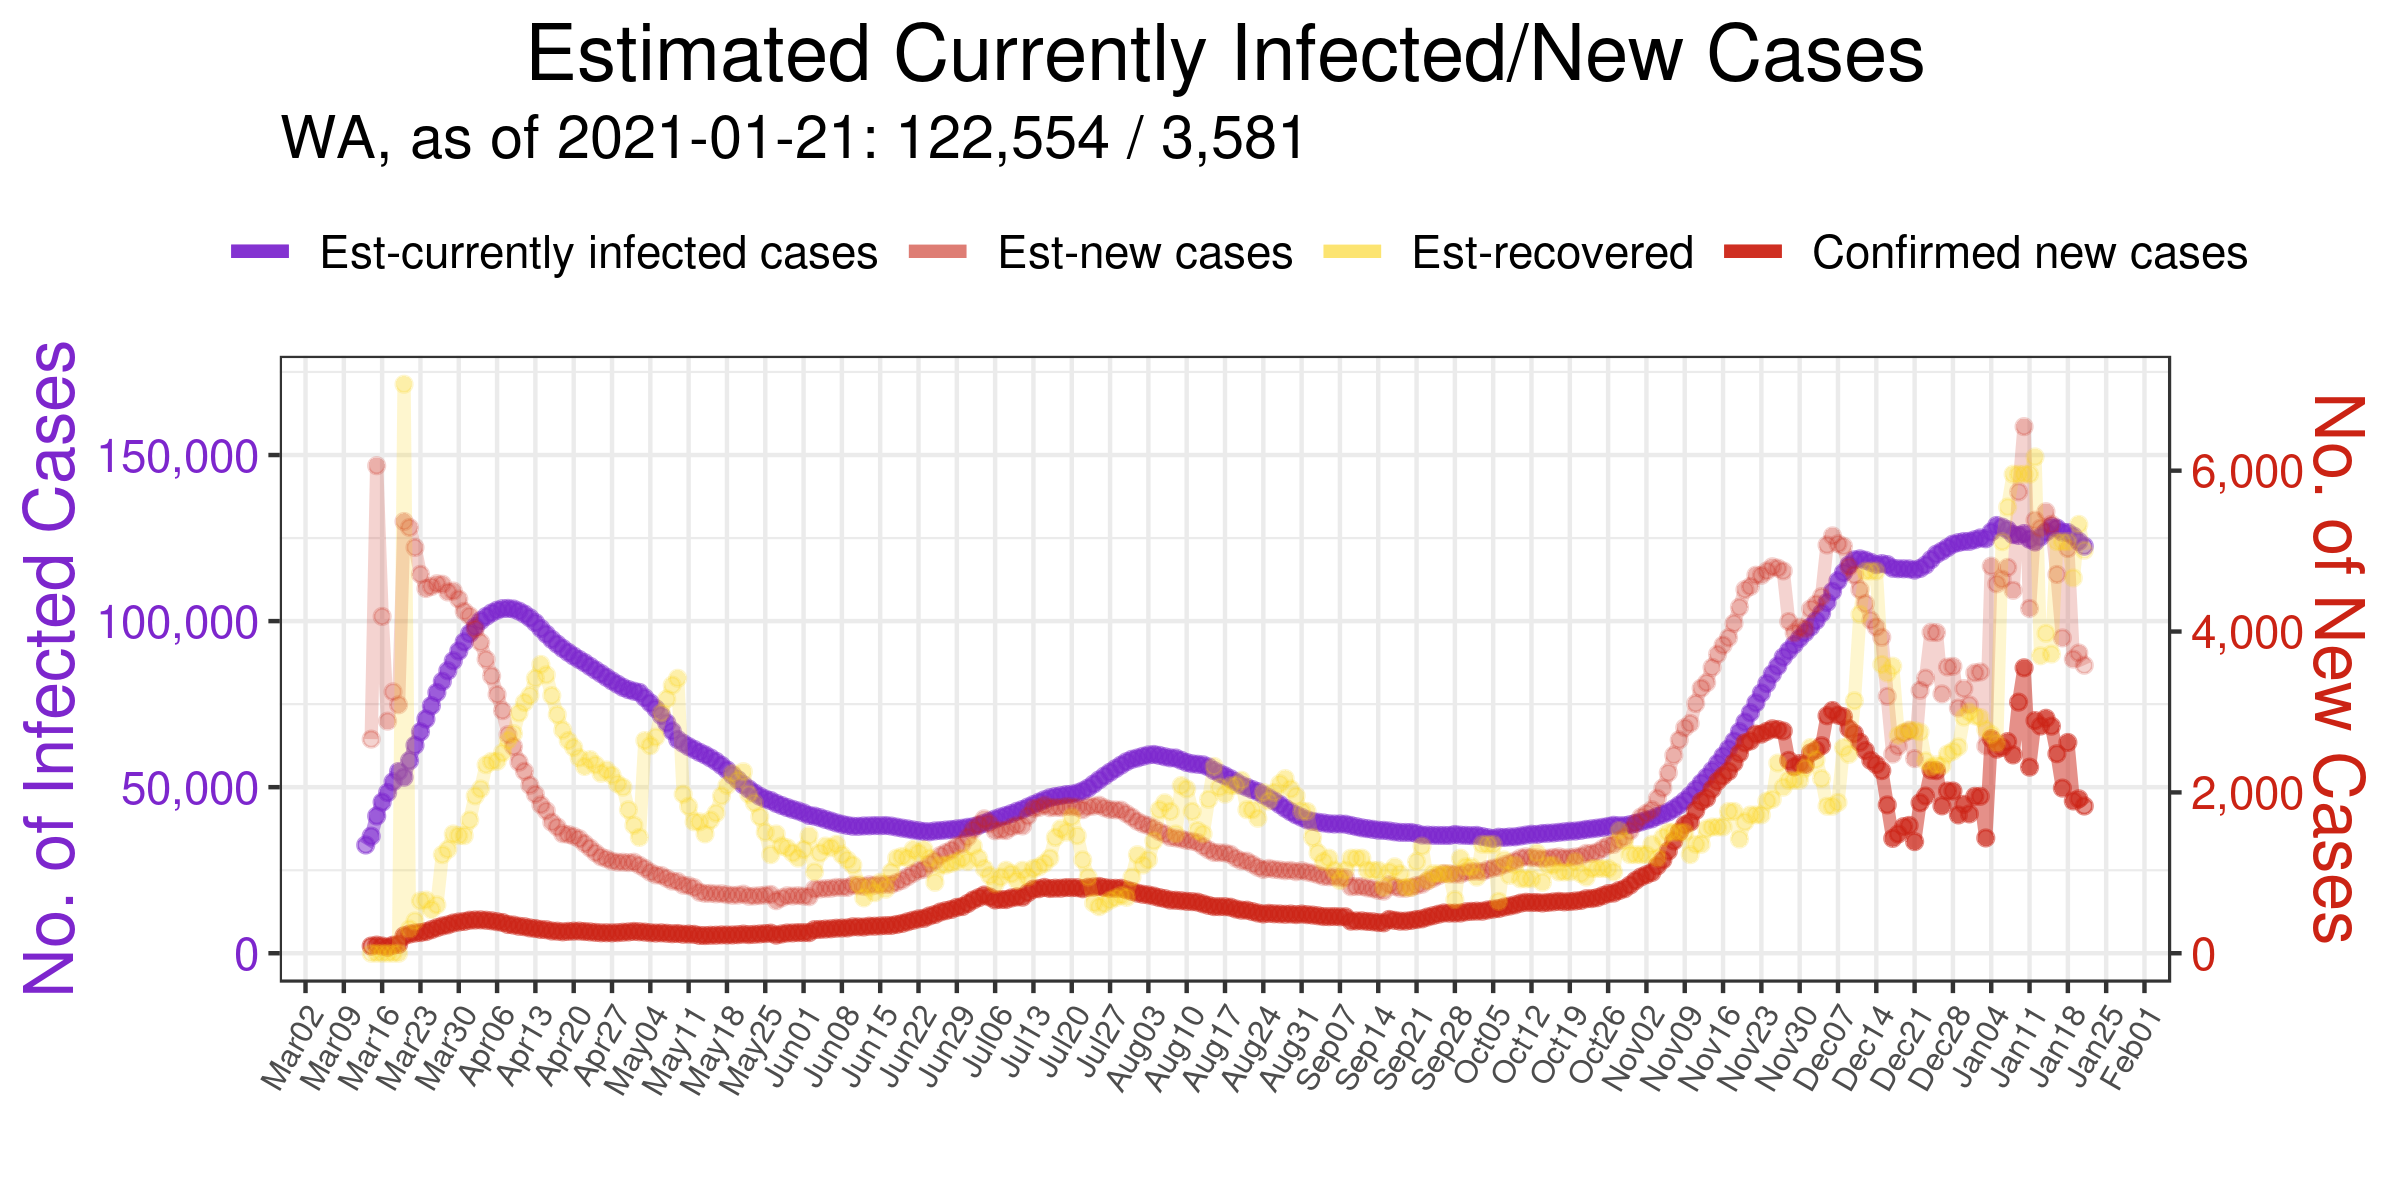 Estimated Currently Infected/New Cases
WA, as of 2021-01-21: 122,554 / 3,581
Est-currently infected cases Est-new cases Est-recovered Confirmed new cases
No. of Infected Cases
150,000
100,000
50,000
0
6,000
4,000
2,000
0
No. of New Cases
Mar02 Mar09 Mar16 Mar23 Mar30 Apr06 Apr13 Apr20 Apr27 May04 May11 May18 May25 Jun01 Jun08 Jun15 Jun22 Jun29 Jul06 Jul13 Jul20 Jul27 Aug03 Aug10 Aug17 Aug24 Aug31 Sep07 Sep14 Sep21 Sep28 Oct05 Oct12 Oct19 Oct26 Nov02 Nov09 Nov16 Nov23 Nov30 Dec07 Dec14 Dec21 Dec28 Jan04 Jan11 Jan18 Jan25 Feb01